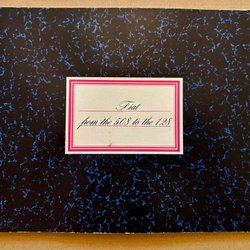 Fiat
from the 508 to the 128